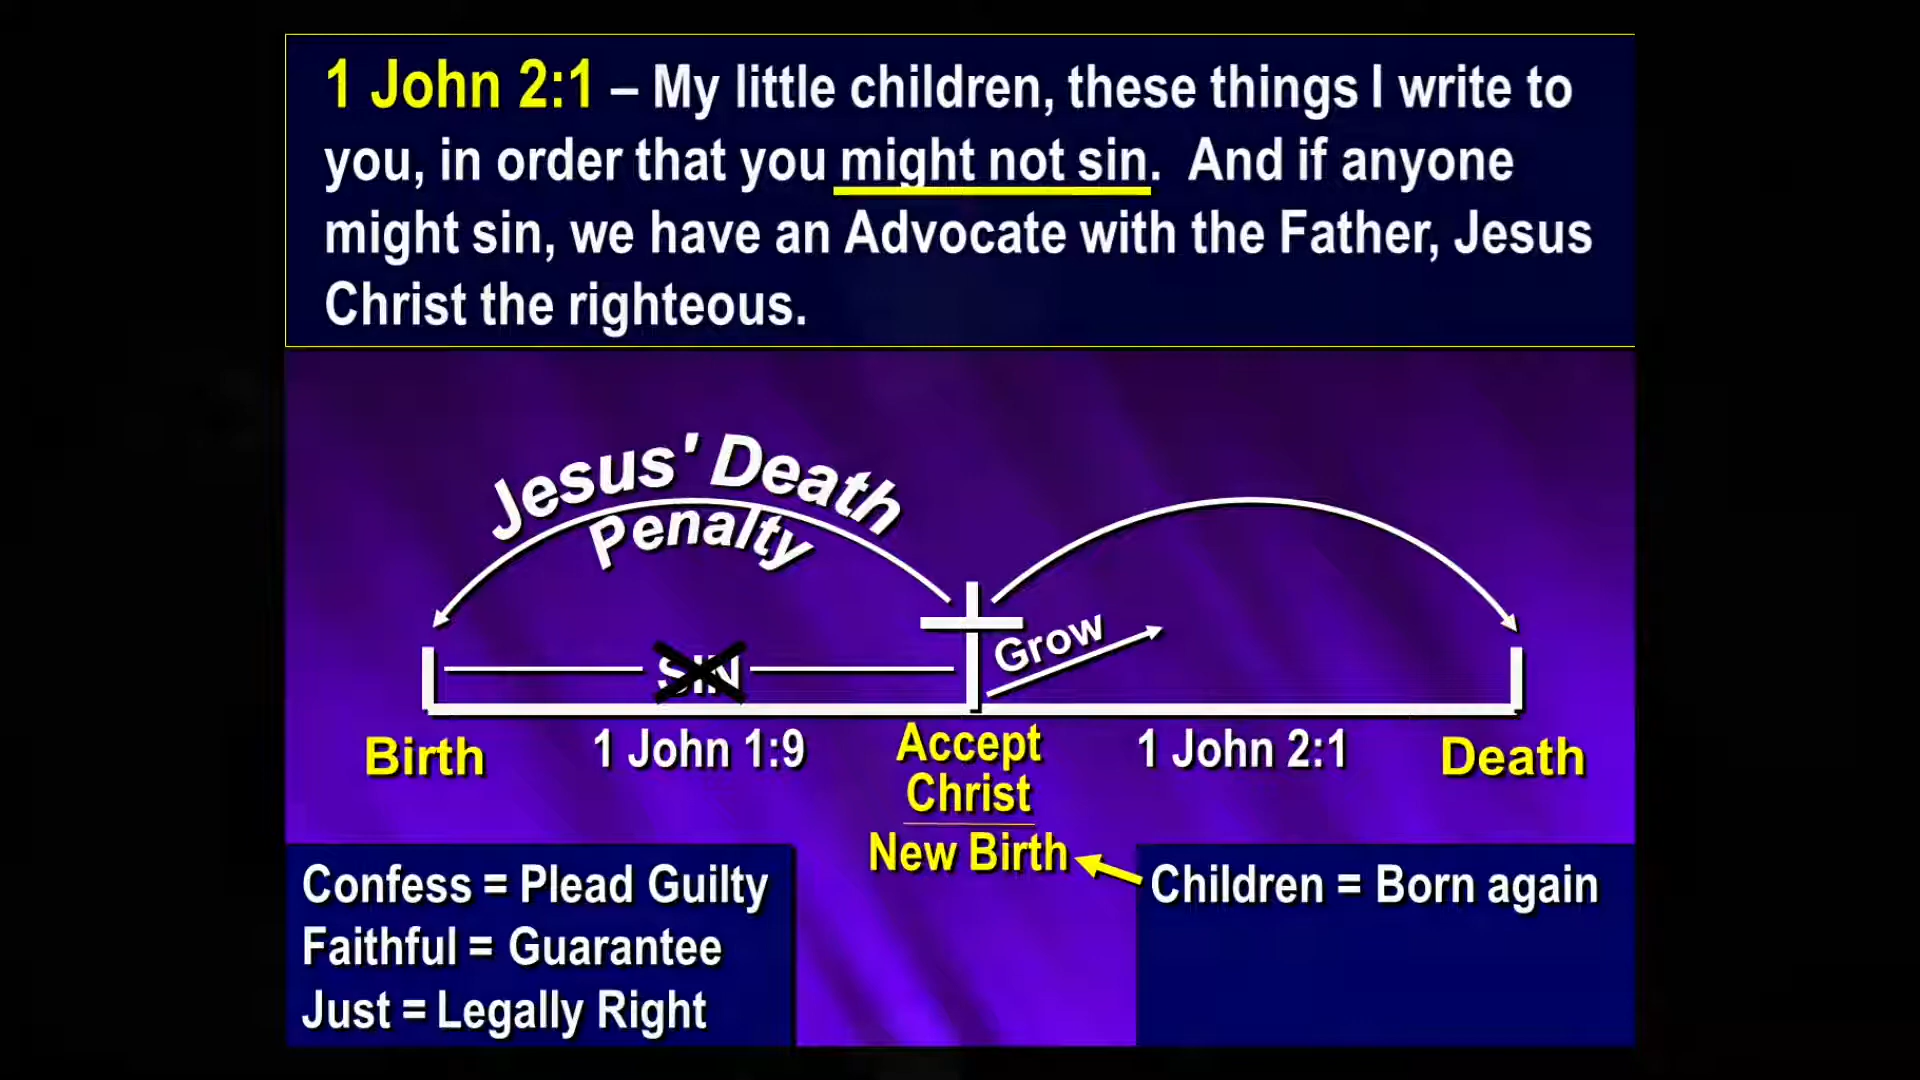 1 John 2:1 – My little children, these things I write to
you, in order that you might not sin. And if anyone
might sin, we have an Advocate with the Father, Jesus
Christ the righteous.
Jesus' Death
Penalty
SIN
Grow
Birth
1 John 1:9
Accept
Christ
New Birth
1 John 2:1
Death
Confess = Plead Guilty
Faithful = Guarantee
Just = Legally Right
Children = Born again